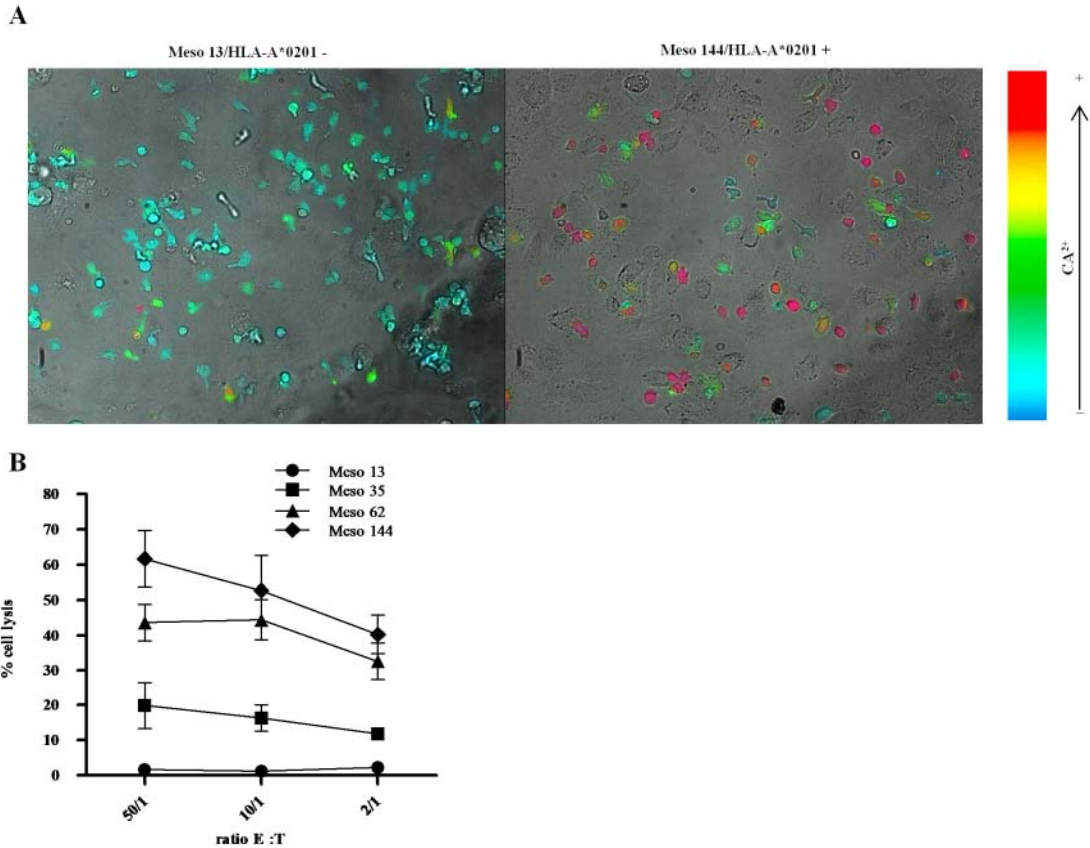 A
Meso 13/HLA-A*0201 -
Meso 144/HLA-A*0201 +
+
CA²⁺
–
B
Meso 13
Meso 35
Meso 62
Meso 144
80
70
60
50
40
30
20
10
0
% cell lysis
50/1
10/1
2/1
ratio E :T